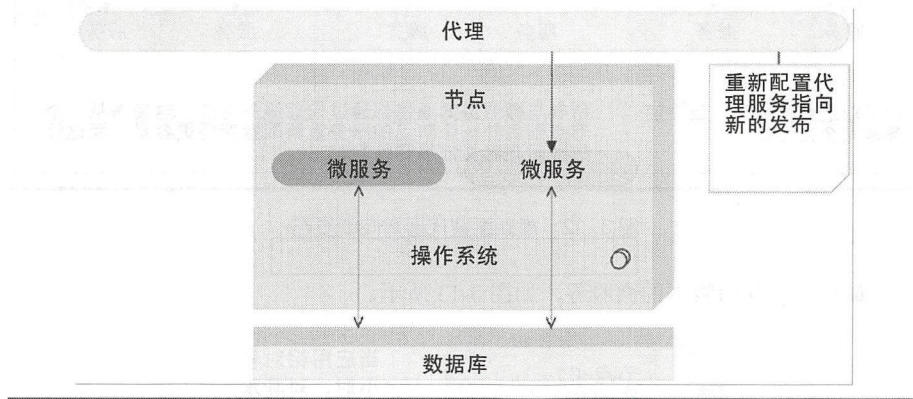 代理
节点
重新配置代
理服务指向
新的发布
微服务
微服务
操作系统
数据库